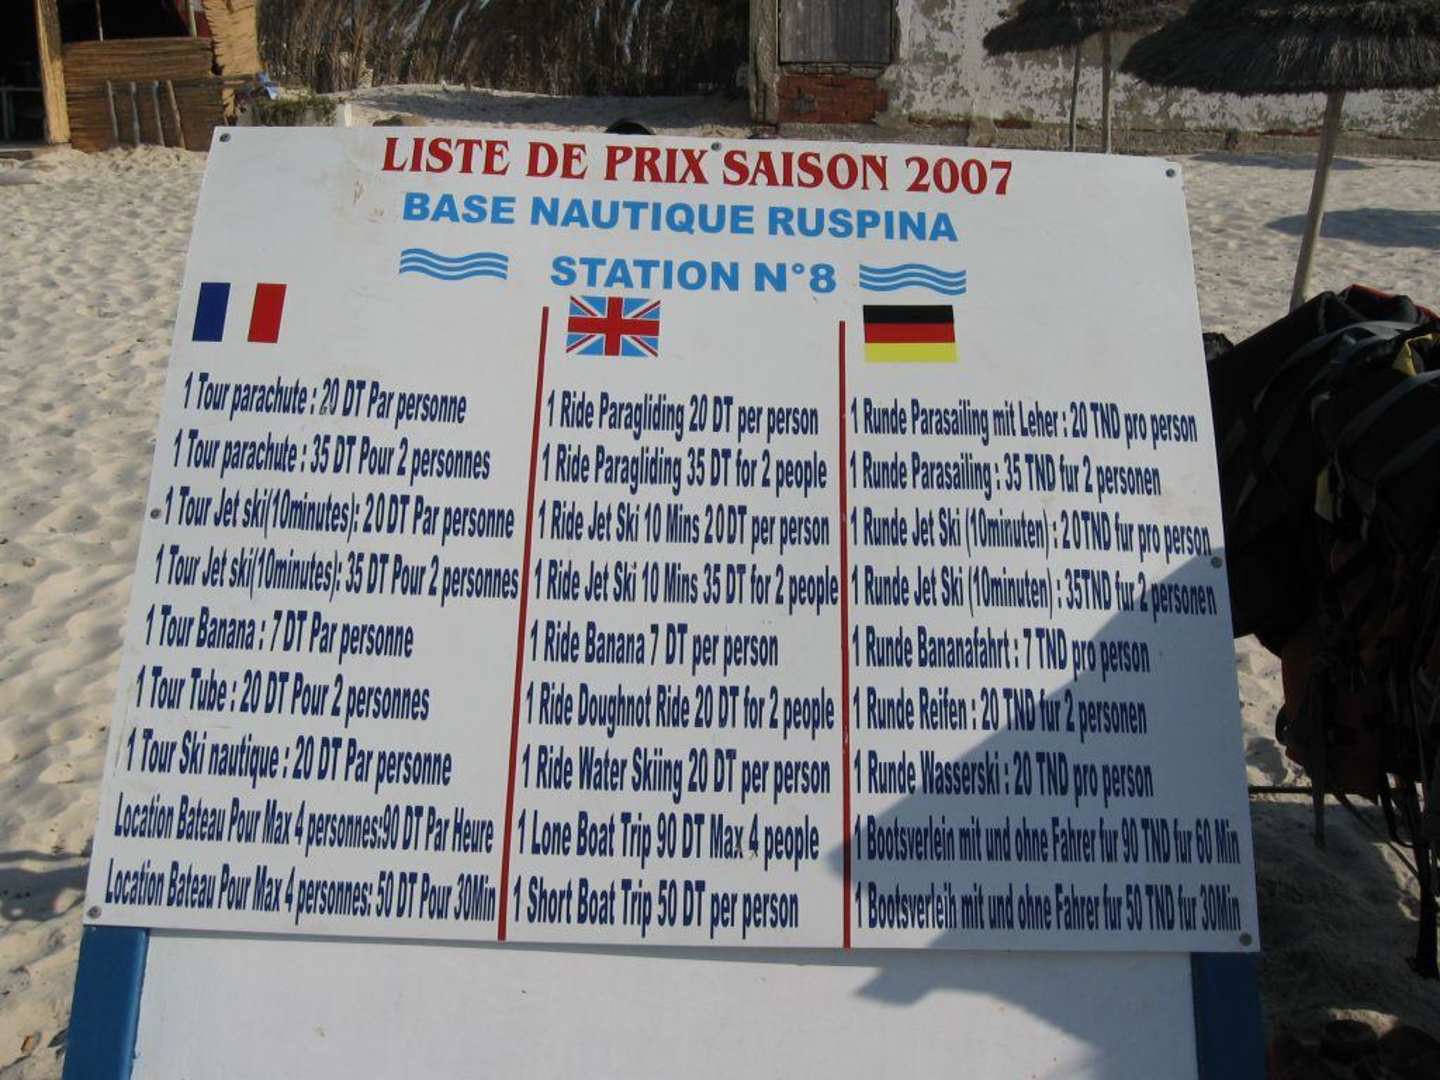 LISTE DE PRIX SAISON 2007
BASE NAUTIQUE RUSPINA
STATION N°8
1 Tour parachute : 20 DT Par personne
1 Tour parachute : 35 DT Pour 2 personnes
1 Tour Jet ski(10minutes): 20 DT Par personne
1 Tour Jet ski(10minutes): 35 DT Pour 2 personnes
1 Tour Banana : 7 DT Par personne
1 Tour Tube : 20 DT Pour 2 personnes
1 Tour Ski nautique : 20 DT Par personne
Location Bateau Pour Max 4 personnes:90 DT Par Heure
Location Bateau Pour Max 4 personnes: 50 DT Pour 30Min
1 Ride Paragliding 20 DT per person
1 Ride Paragliding 35 DT for 2 people
1 Ride Jet Ski 10 Mins 20DT per person
1 Ride Jet Ski 10 Mins 35 DT for 2 people
1 Ride Banana 7 DT per person
1 Ride Doughnot Ride 20 DT for 2 people
1 Ride Water Skiing 20 DT per person
1 Lone Boat Trip 90 DT Max 4 people
1 Short Boat Trip 50 DT per person
1 Runde Parasailing mit Leher : 20 TND pro person
1 Runde Parasailing : 35 TND fur 2 personen
1 Runde Jet Ski (10minuten) : 20TND fur pro person
1 Runde Jet Ski (10minuten) : 35TND fur 2 personen
1 Runde Bananafahrt : 7 TND pro person
1 Runde Reifen : 20 TND fur 2 personen
1 Runde Wasserski : 20 TND pro person
1 Bootsverlein mit und ohne Fahrer fur 90 TND fur 60 Min
1 Bootsverleih mit und ohne Fahrer fur 50 TND fur 30Min